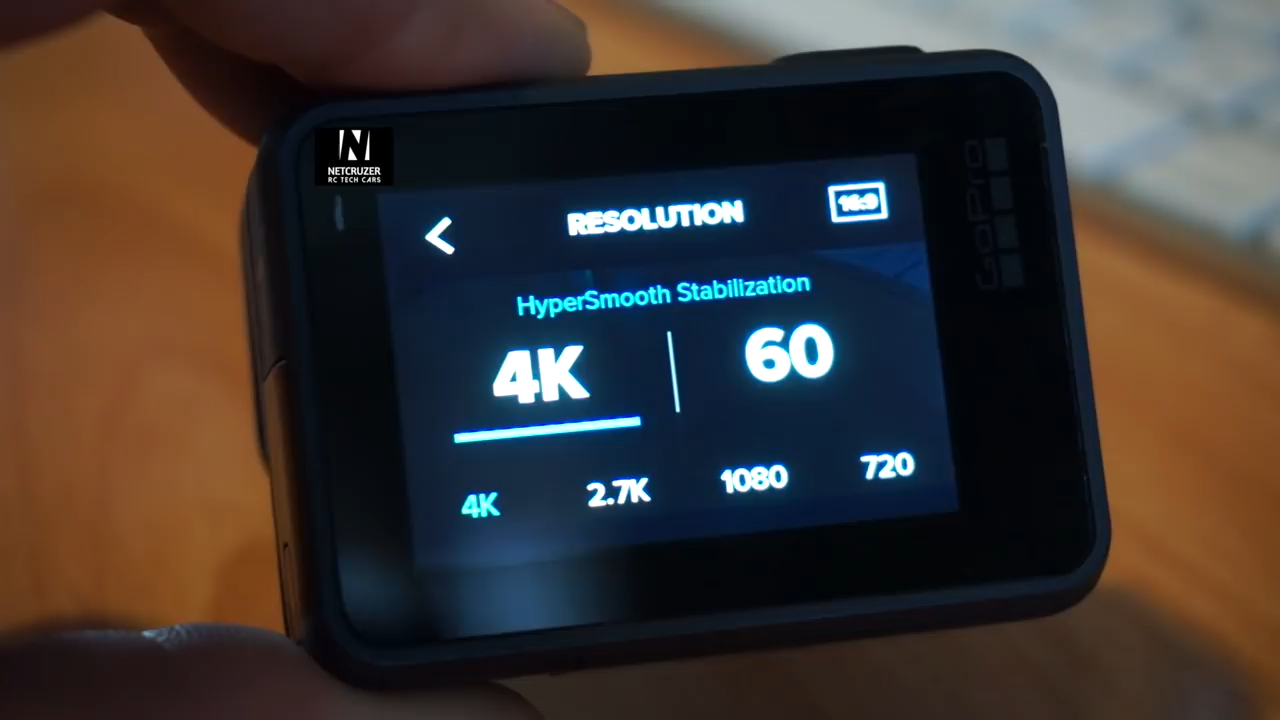 NETCRUZER
RC TECH CARS
RESOLUTION
16:9
HyperSmooth Stabilization
4K
60
4K
2.7K
1080
720
GoPro